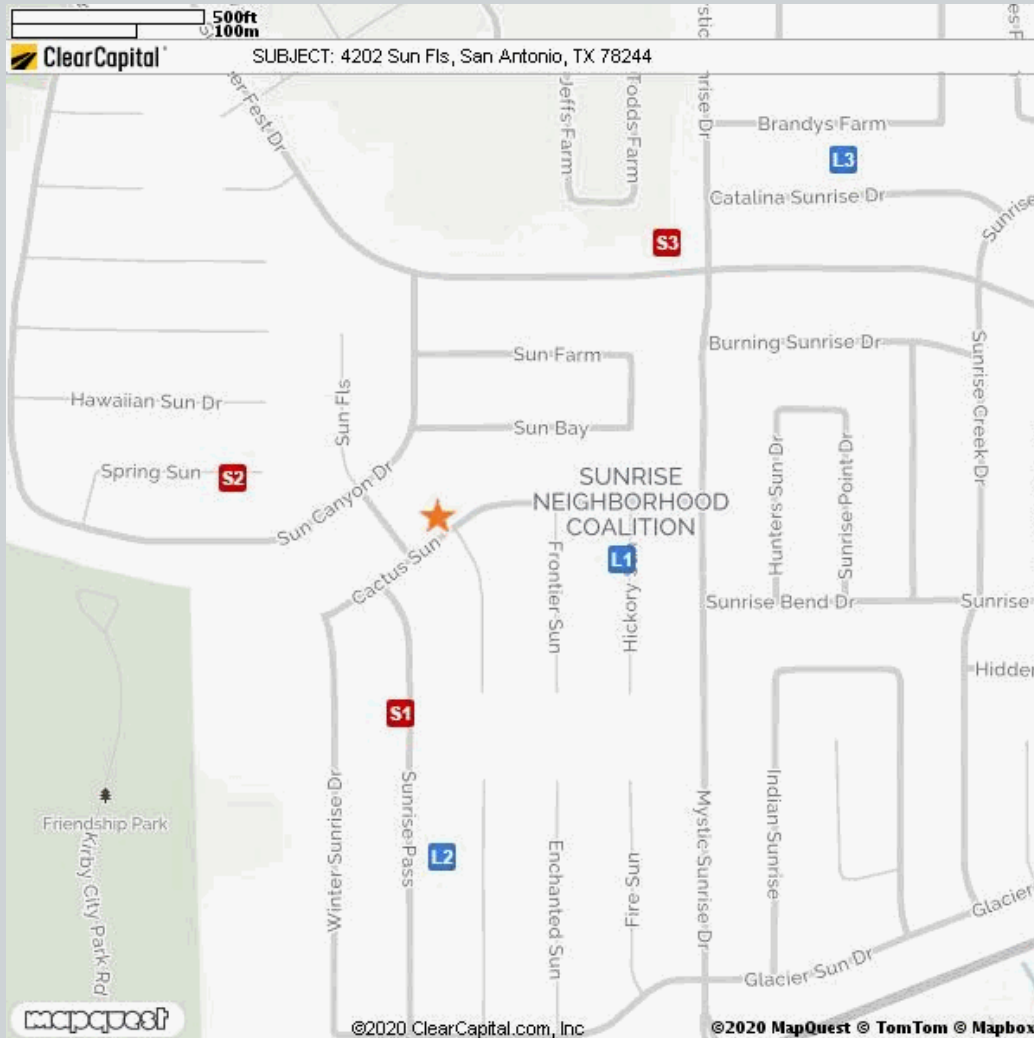 500ft
100m
ClearCapital
SUBJECT: 4202 Sun Fls, San Antonio, TX 78244
er Fest Dr
Jeffs Farm
Todds Farm
stic
nrise Dr
Brandys Farm
L3
Catalina Sunrise Dr
Sunrise
S3
Sun Farm
Burning Sunrise Dr
Sun Fls
Hawaiian Sun Dr
Sun Bay
Sunrise Creek Dr
Spring Sun
S2
Sun Canyon Dr
SUNRISE
NEIGHBORHOOD
COALITION
Hunters Sun Dr
Sunrise Point Dr
Cactus Sun
Frontier Sun
L1
Hickory
Sunrise Bend Dr
Sunrise
Hidden
S1
Winter Sunrise Dr
Sunrise Pass
Mystic Sunrise Dr
Indian Sunrise
Friendship Park
Kirby City Park Rd
L2
Enchanted Sun
Fire Sun
Glacier
Glacier Sun Dr
mapquest
©2020 ClearCapital.com, Inc
©2020 MapQuest © TomTom © Mapbox